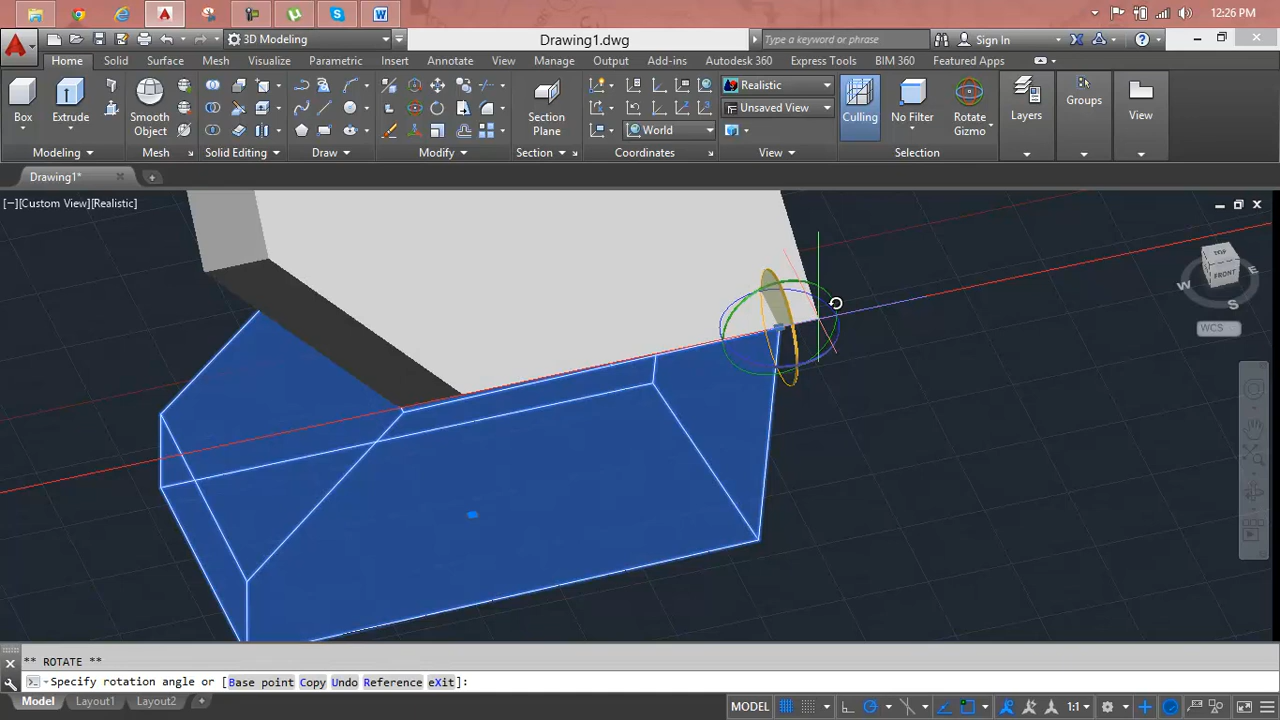 12:26 PM
3D Modeling Drawing1.dwg Type a keyword or phrase Sign In
Home Solid Surface Mesh Visualize Parametric Insert Annotate View Manage Output Add-ins Autodesk 360 Express Tools BIM 360 Featured Apps
Realistic
Unsaved View
World
Box Extrude Smooth Object Section Plane Culling No Filter Rotate Gizmo Layers Groups View
Modeling Mesh Solid Editing Draw Modify Section Coordinates View Selection
Drawing1*
[−][Custom View][Realistic]
TOP
FRONT
W S E
WCS
** ROTATE **
Specify rotation angle or [Base point Copy Undo Reference eXit]:
Model Layout1 Layout2 MODEL 1:1